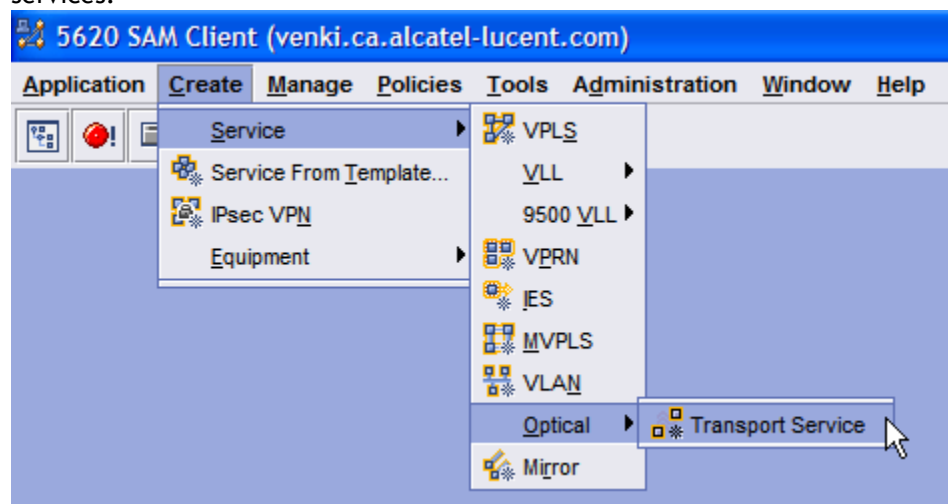 services.
5620 SAM Client (venki.ca.alcatel-lucent.com)
Application Create Manage Policies Tools Administration Window Help
Service VPLS
Service From Template... VLL
IPsec VPN 9500 VLL
Equipment VPRN
IES
MVPLS
VLAN
Optical Transport Service
Mirror